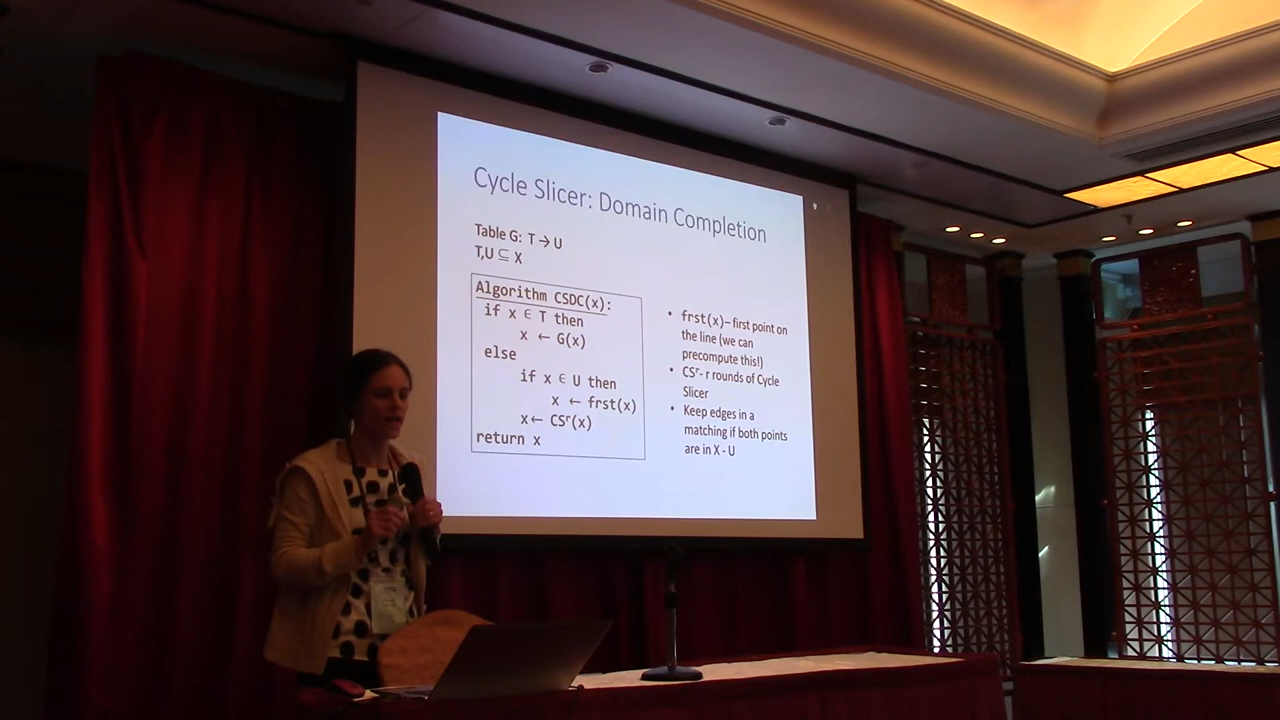 Cycle Slicer: Domain Completion
Table G: T → U
T,U ⊆ X
Algorithm CSDC(x):
if x ∈ T then
x ← G(x)
else
if x ∈ U then
x ← frst(x)
x← CSʳ(x)
return x
• frst(x)– first point on
the line (we can
precompute this!)
• CSʳ- r rounds of Cycle
Slicer
• Keep edges in a
matching if both points
are in X - U